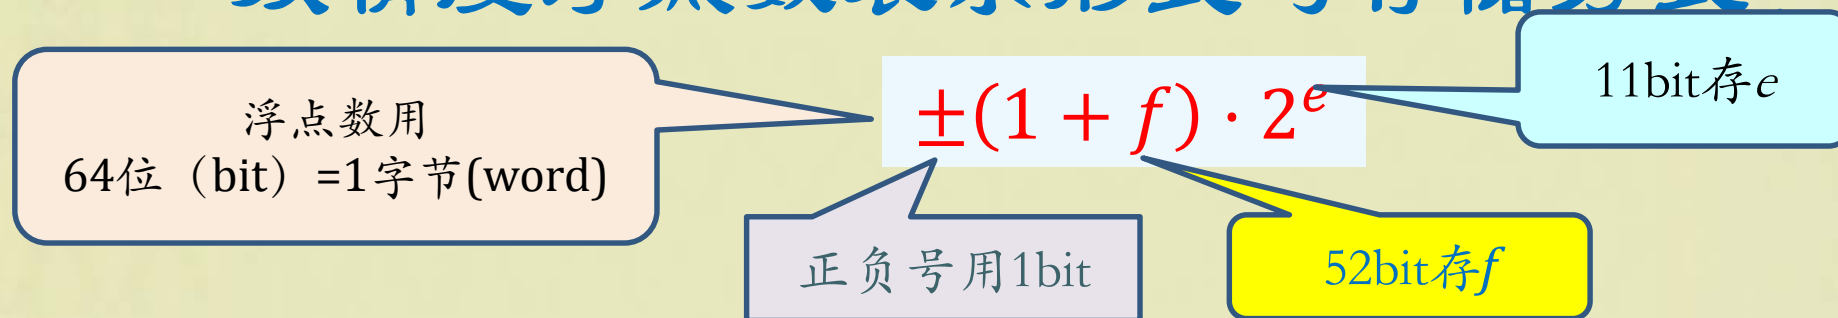 浮点数用
64位（bit）=1字节(word)
±(1 + f) · 2^e
11bit存e
正负号用1bit
52bit存f